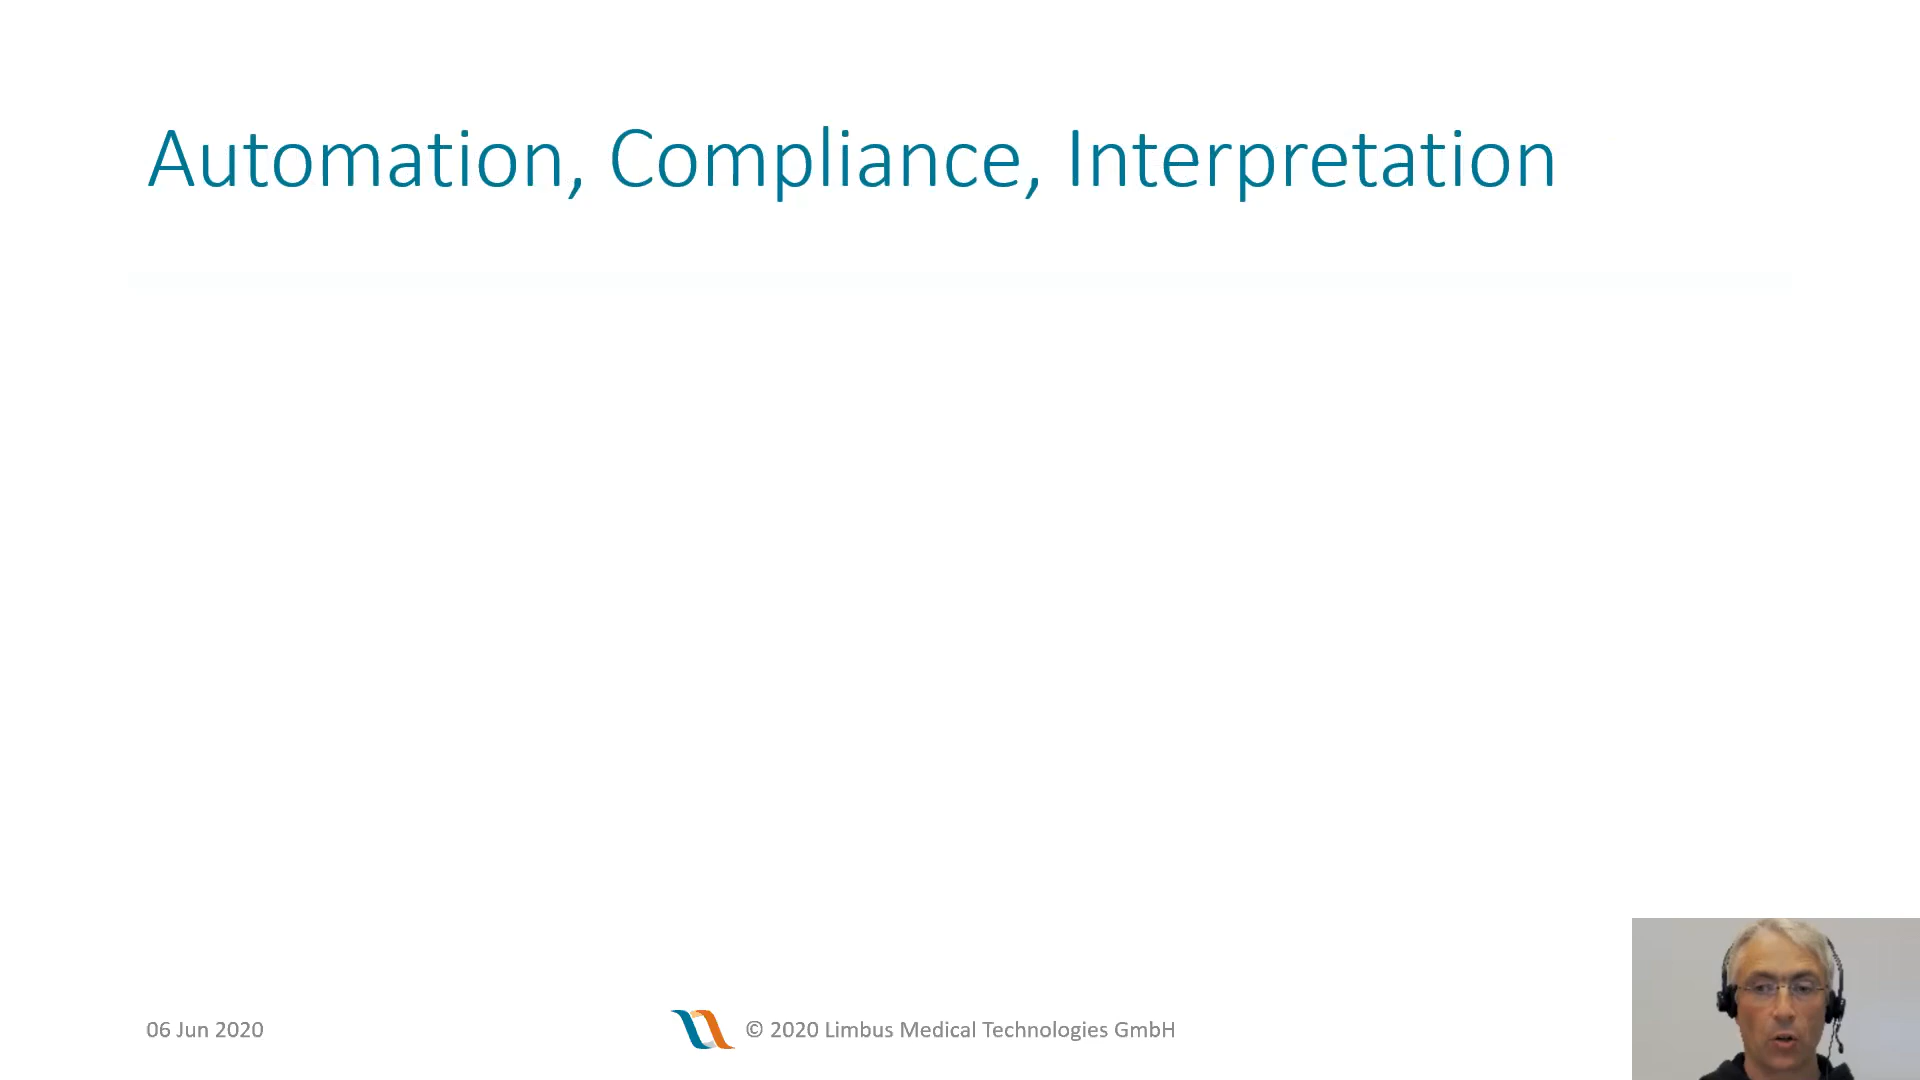 Automation, Compliance, Interpretation
06 Jun 2020
© 2020 Limbus Medical Technologies GmbH